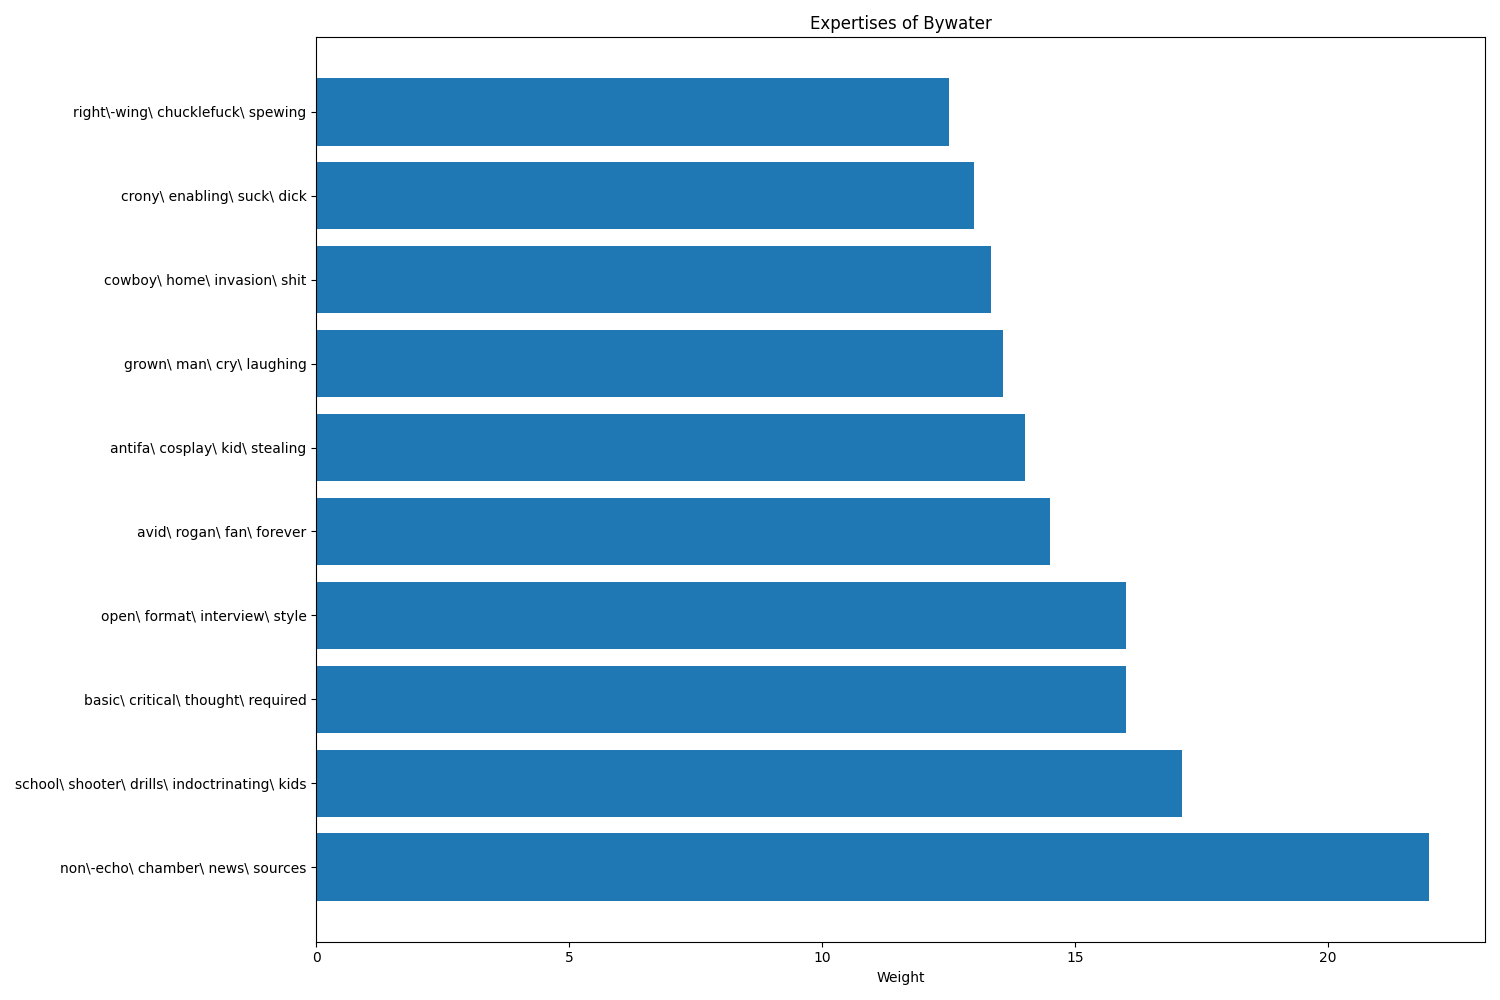 Expertises of Bywater
right\-wing\ chucklefuck\ spewing
crony\ enabling\ suck\ dick
cowboy\ home\ invasion\ shit
grown\ man\ cry\ laughing
antifa\ cosplay\ kid\ stealing
avid\ rogan\ fan\ forever
open\ format\ interview\ style
basic\ critical\ thought\ required
school\ shooter\ drills\ indoctrinating\ kids
non\-echo\ chamber\ news\ sources
0 5 10 15 20
Weight